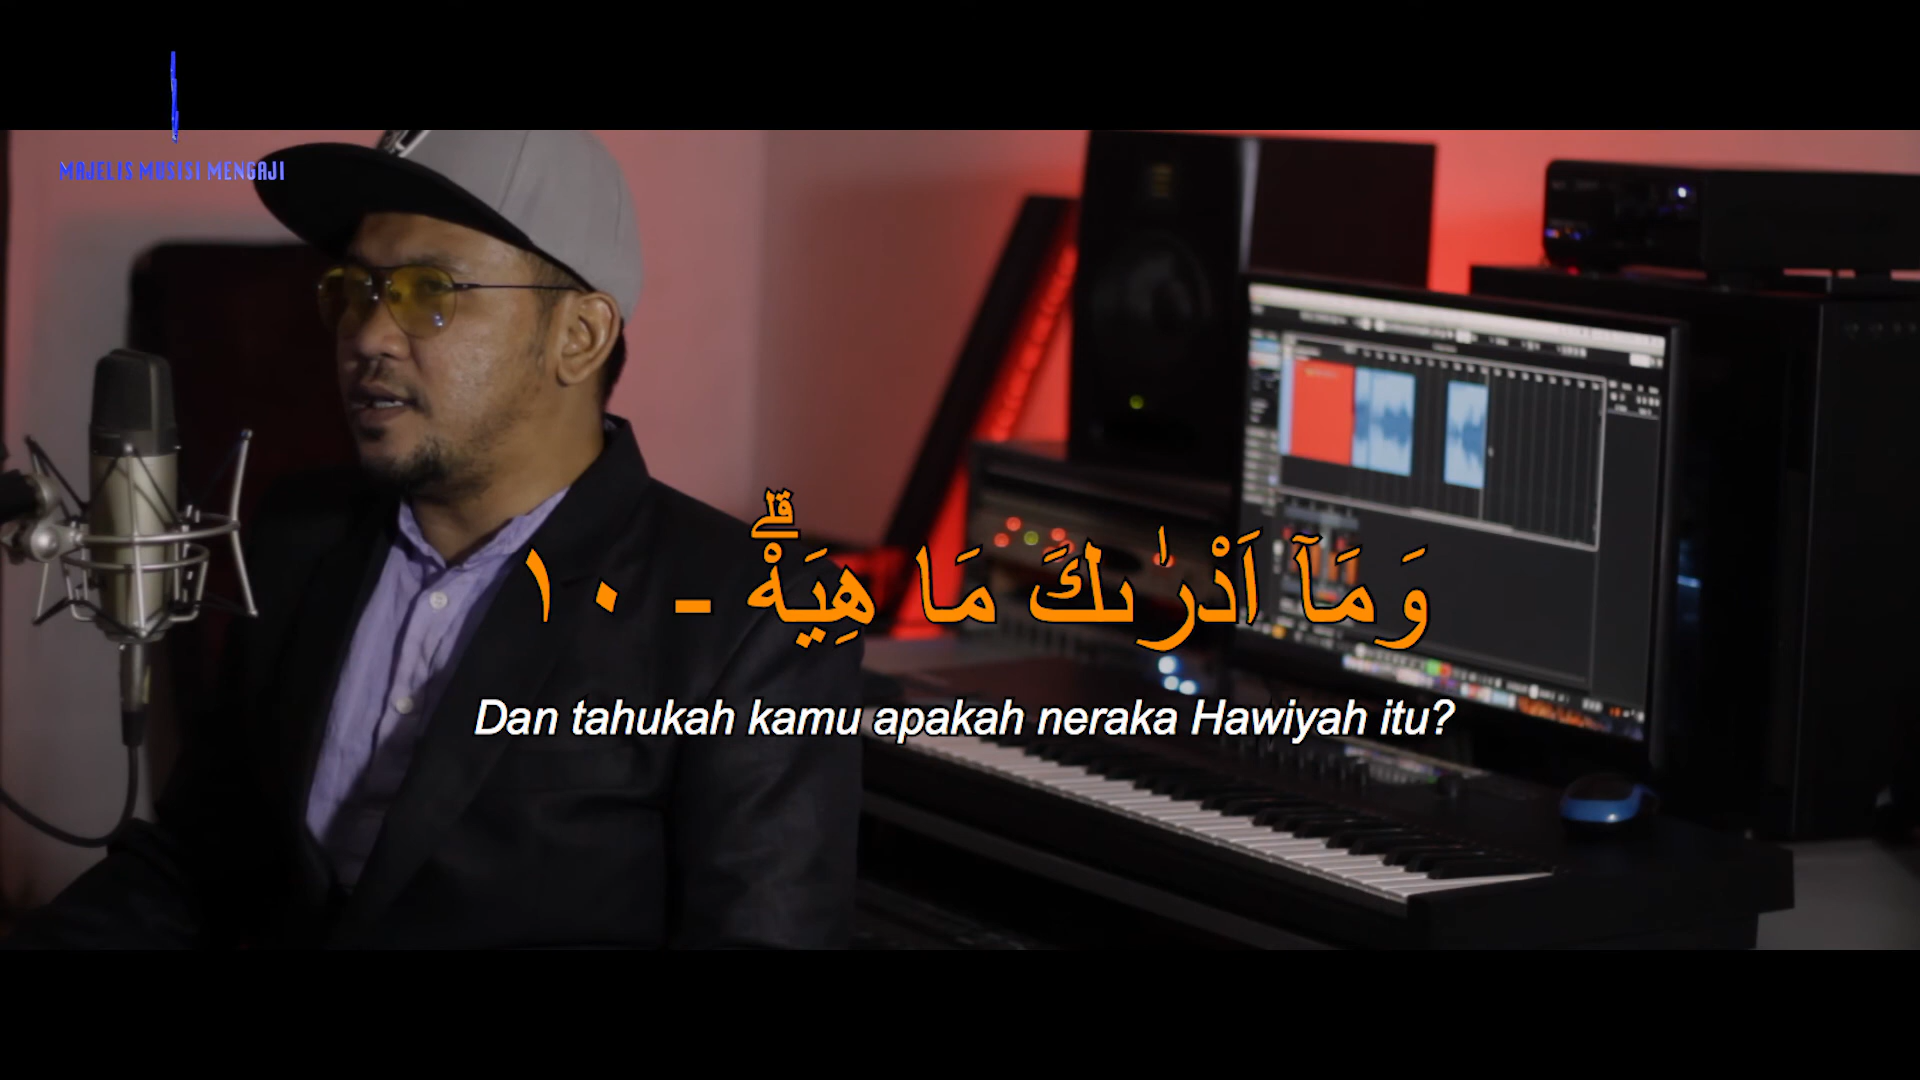 MAJELIS MUSISI MENGAJI
وَمَآ اَدْرٰىكَ مَا هِيَهْۗ - ١٠
Dan tahukah kamu apakah neraka Hawiyah itu?